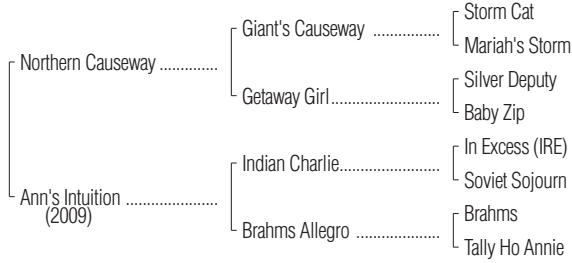 Storm Cat
Giant's Causeway ................
Mariah's Storm
Northern Causeway ..............
Silver Deputy
Getaway Girl..........................
Baby Zip
In Excess (IRE)
Indian Charlie........................
Soviet Sojourn
Ann's Intuition ......................
(2009)
Brahms
Brahms Allegro ....................
Tally Ho Annie